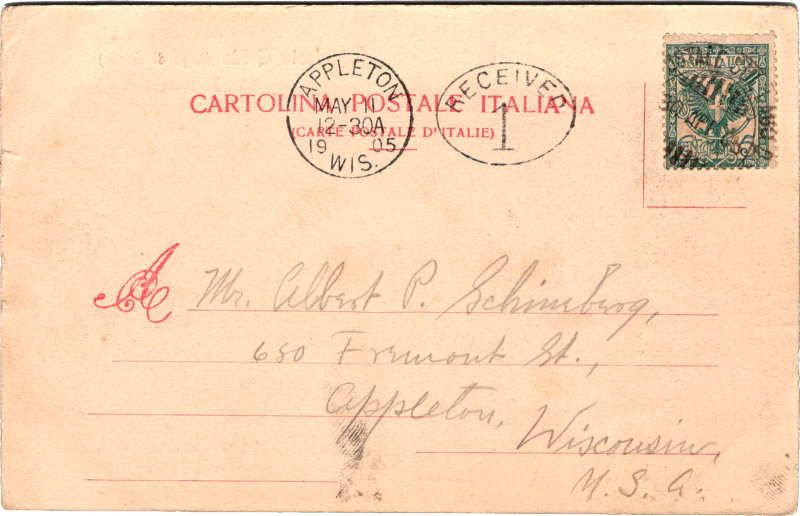 APPLETON
MAY 11
12-30A
19 05
WIS.
RECEIVED
1
CARTOLINA POSTALE ITALIANA
(CARTE POSTALE D'ITALIE)
A
Mr. Albert P. Schimberg,
680 Fremont St.,
Appleton,
Wisconsin,
U. S. A.